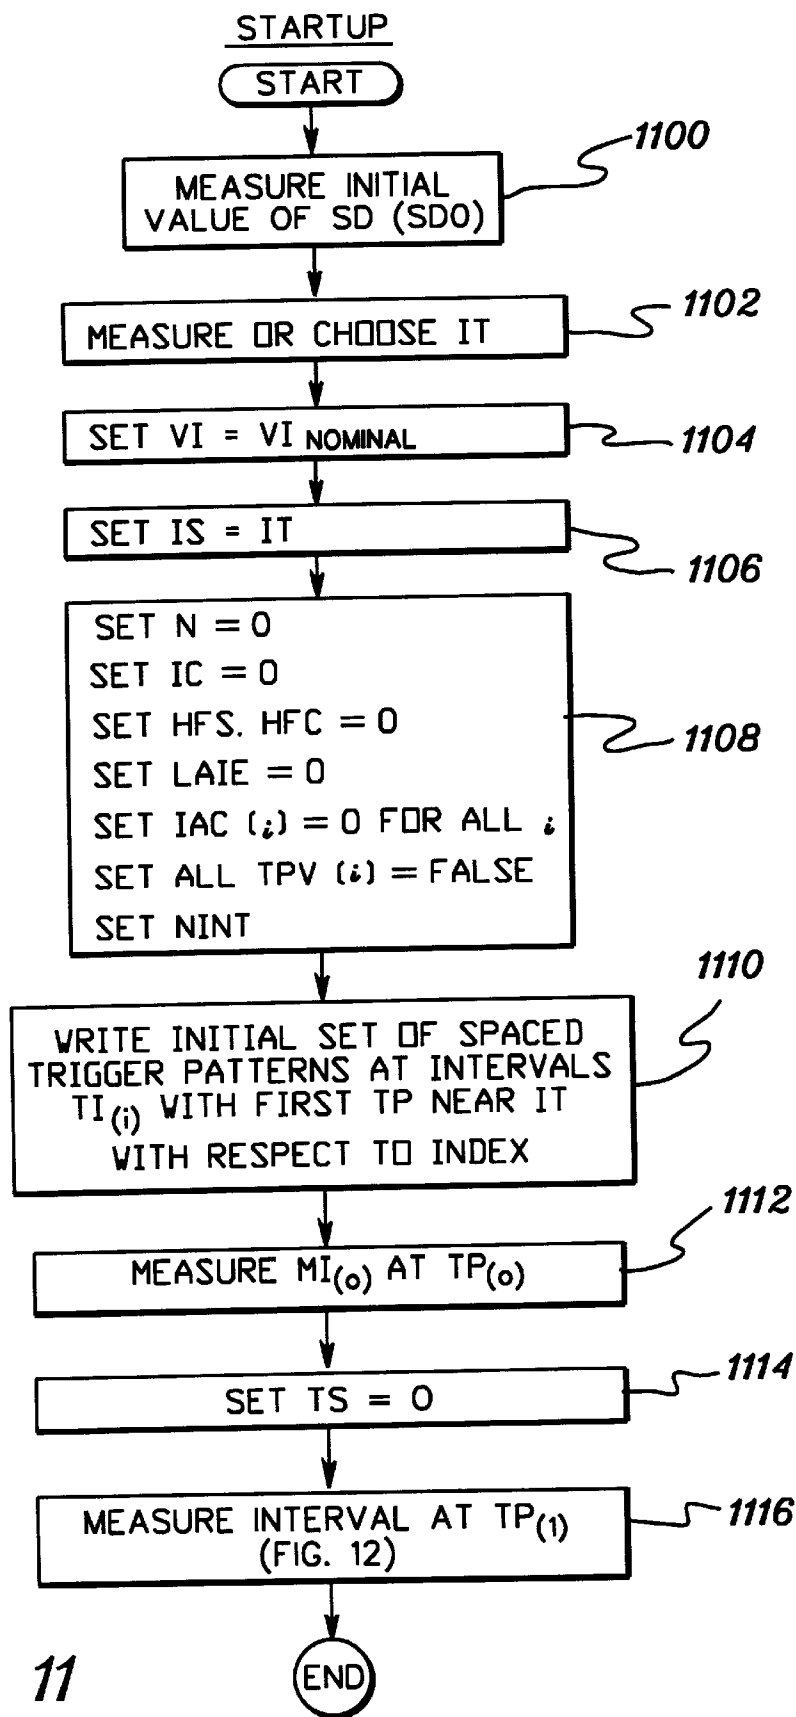 STARTUP
START
1100
MEASURE INITIAL
VALUE OF SD (SD0)
1102
MEASURE OR CHOOSE IT
SET VI = VI NOMINAL
1104
SET IS = IT
1106
SET N = 0
SET IC = 0
SET HFS. HFC = 0
1108
SET LAIE = 0
SET IAC (i) = 0 FOR ALL i
SET ALL TPV (i) = FALSE
SET NINT
1110
WRITE INITIAL SET OF SPACED
TRIGGER PATTERNS AT INTERVALS
TI(i) WITH FIRST TP NEAR IT
WITH RESPECT TO INDEX
1112
MEASURE MI(o) AT TP(o)
1114
SET TS = 0
1116
MEASURE INTERVAL AT TP(1)
(FIG. 12)
END
11